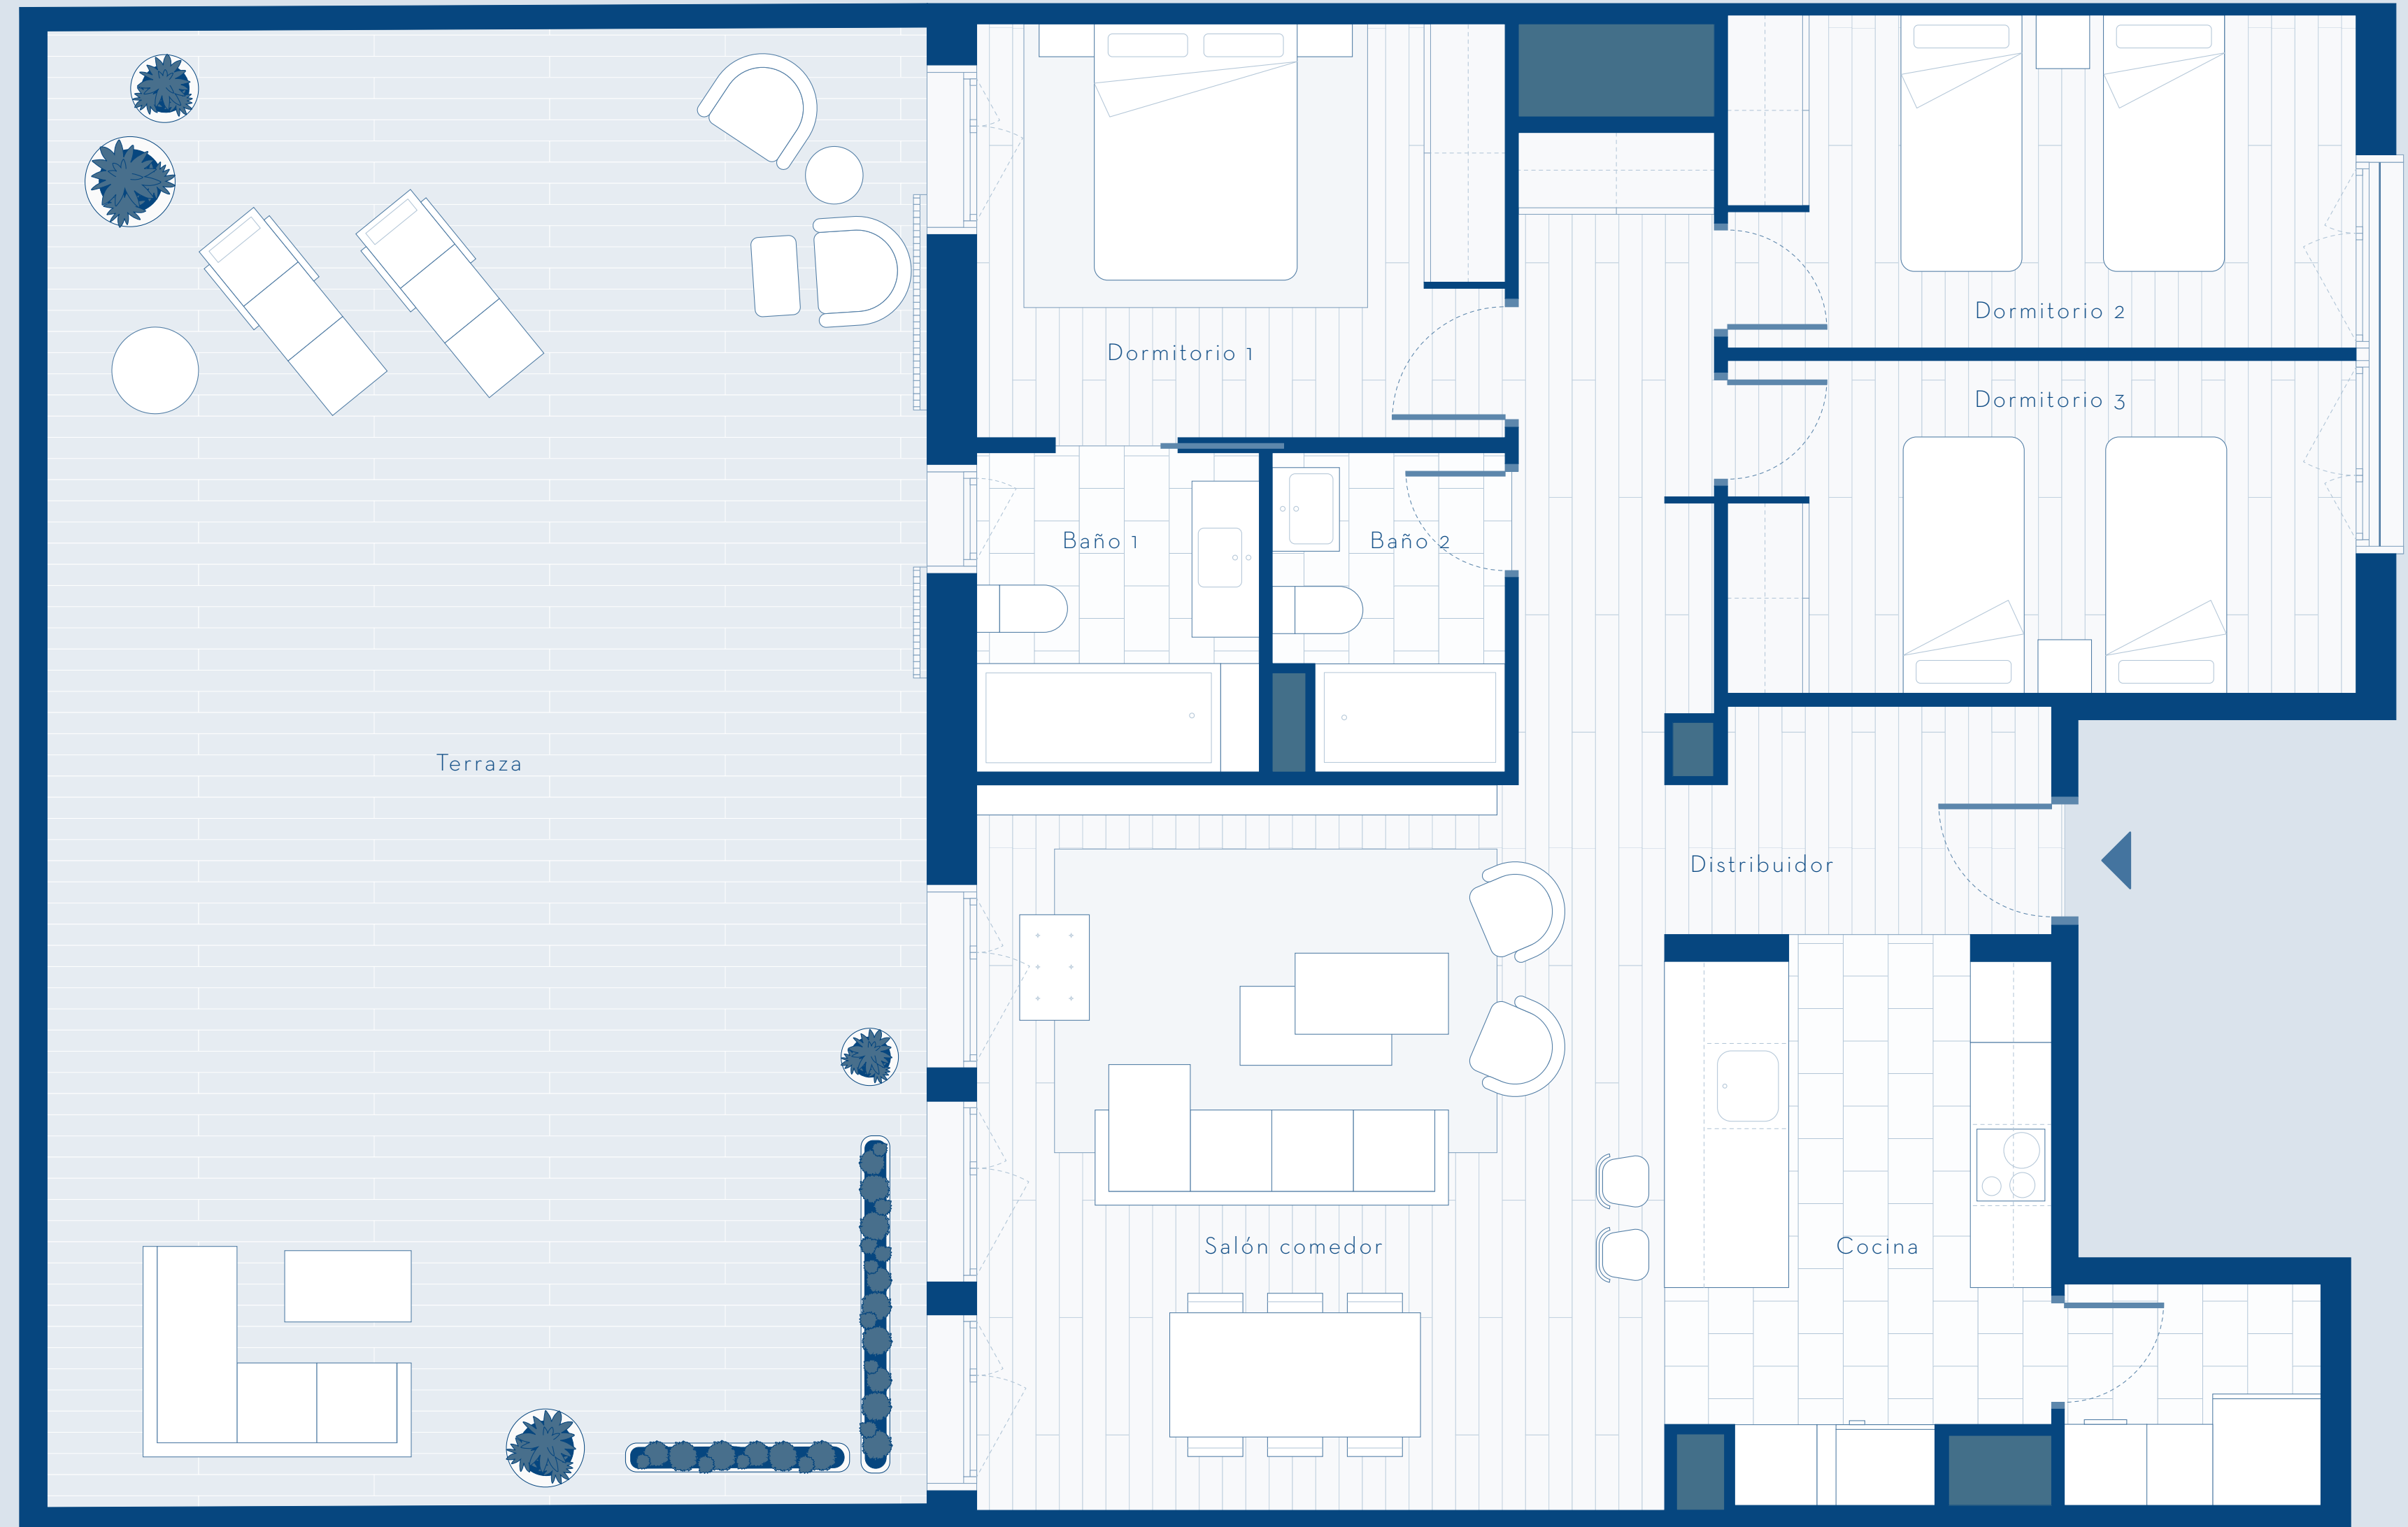 Dormitorio 2
Dormitorio 1
Dormitorio 3
Baño 1
Baño 2
Terraza
Distribuidor
Salón comedor
Cocina